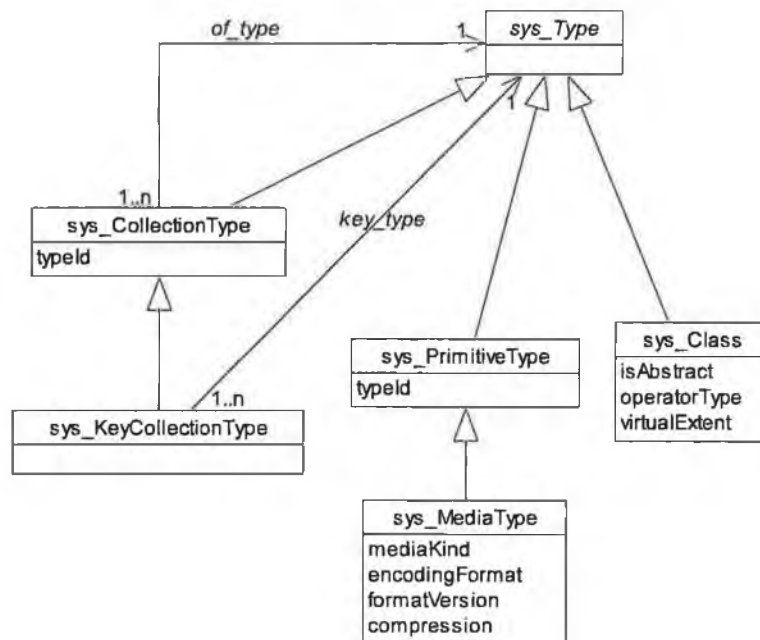 of_type
1
sys_Type
1
1..n
sys_CollectionType
typeId
key_type
sys_PrimitiveType
typeId
sys_Class
isAbstract
operatorType
virtualExtent
1..n
sys_KeyCollectionType
sys_MediaType
mediaKind
encodingFormat
formatVersion
compression